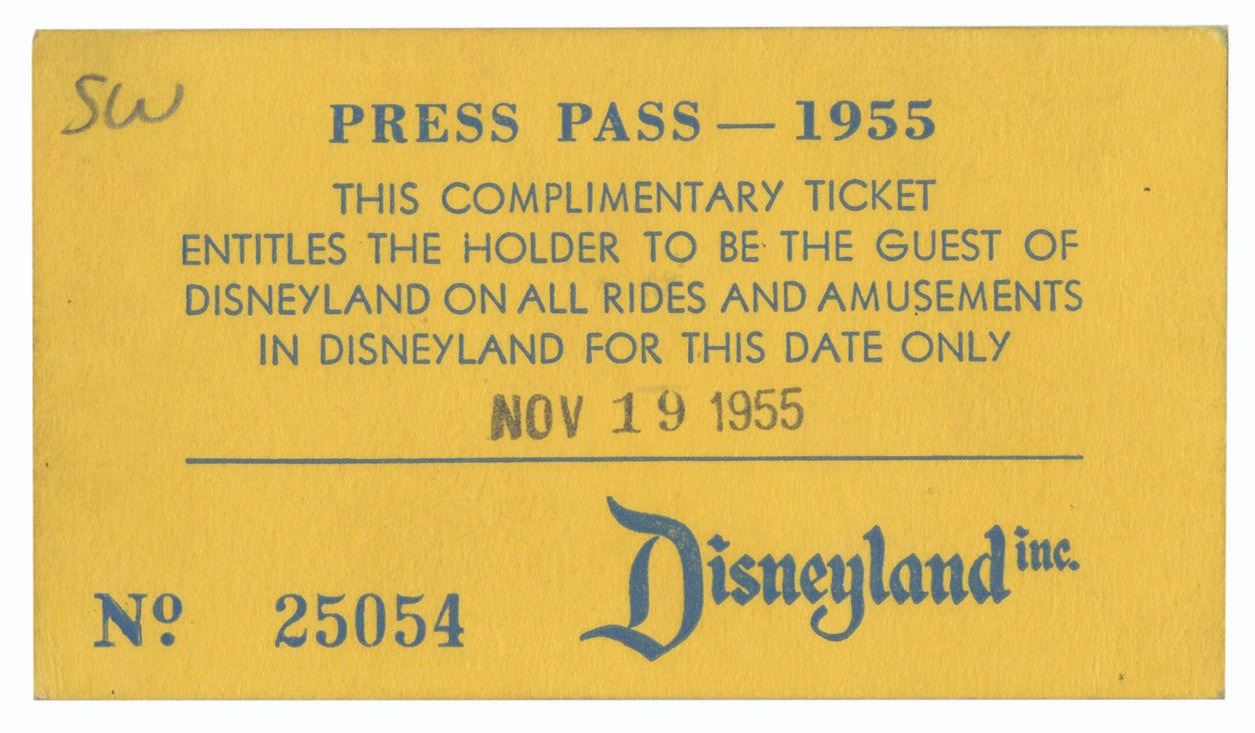 SW
PRESS PASS — 1955
THIS COMPLIMENTARY TICKET
ENTITLES THE HOLDER TO BE THE GUEST OF
DISNEYLAND ON ALL RIDES AND AMUSEMENTS
IN DISNEYLAND FOR THIS DATE ONLY
NOV 19 1955
Disneyland inc.
Nº 25054